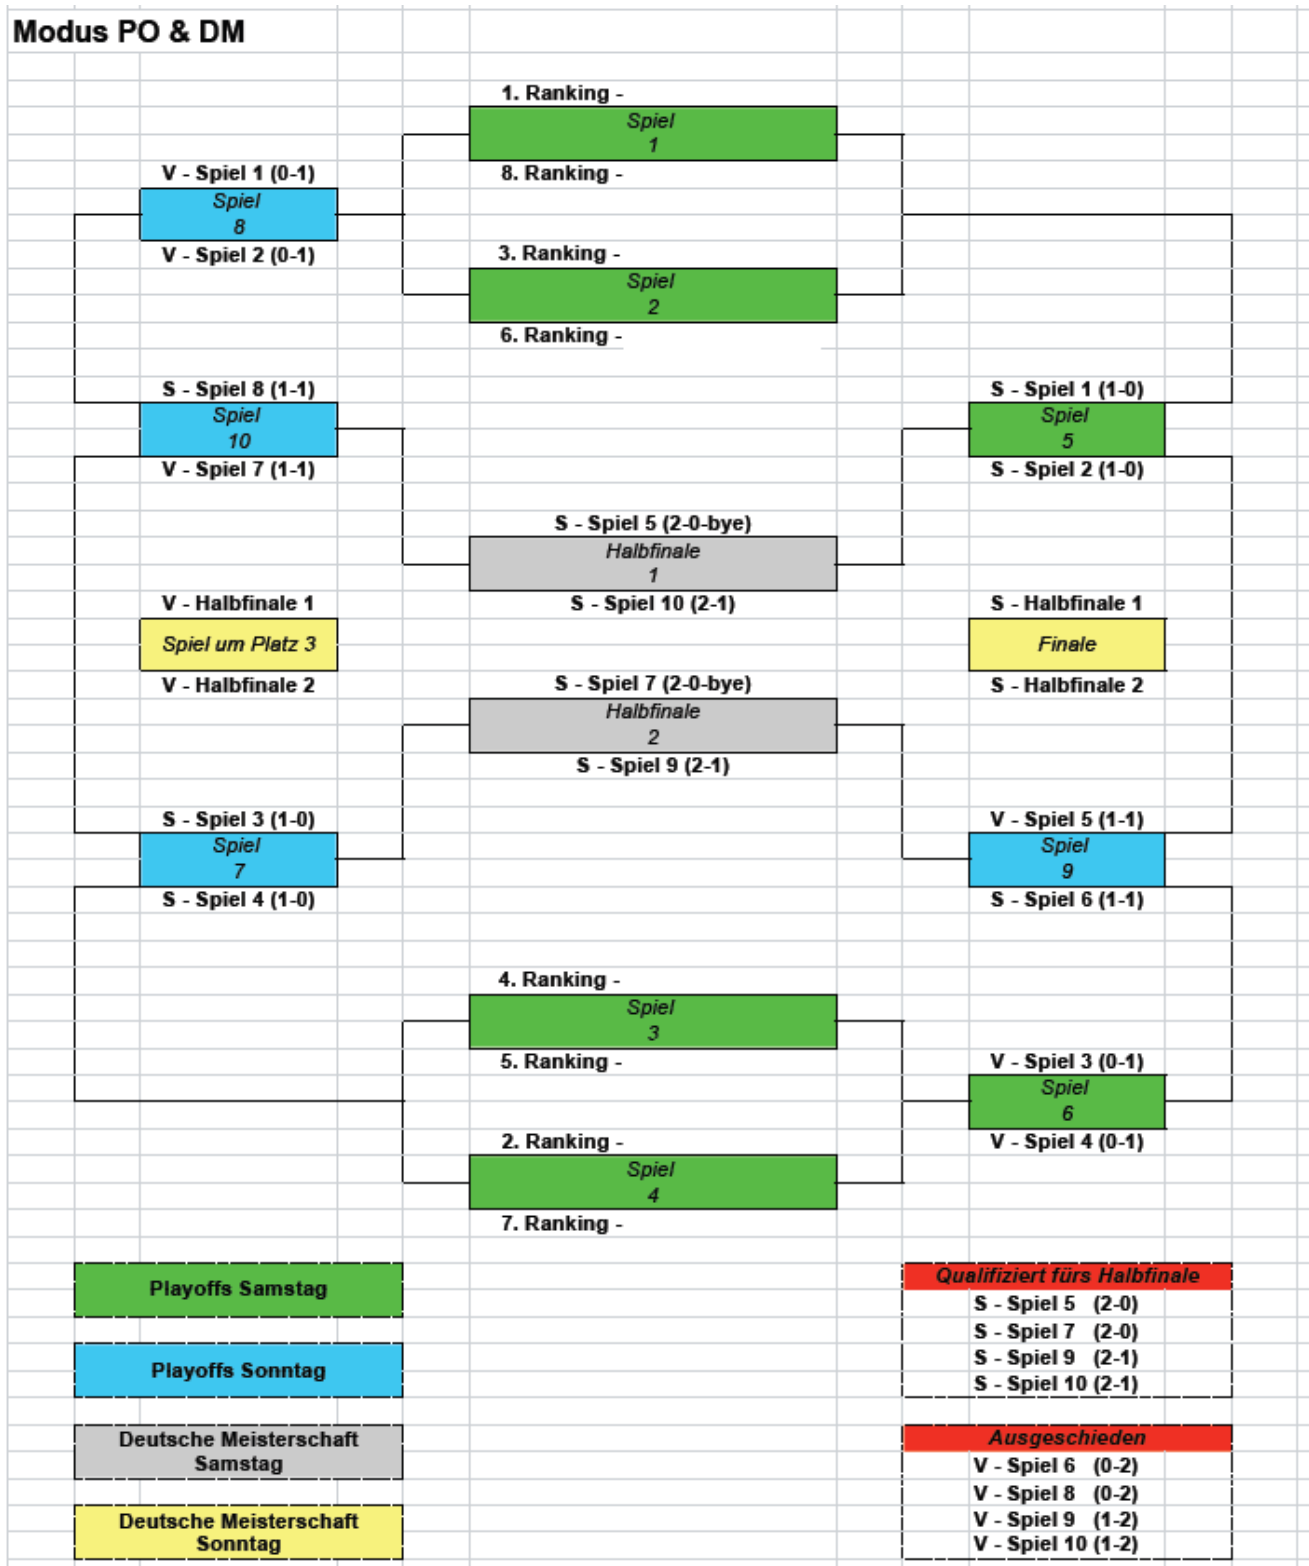 Modus PO & DM
1. Ranking -
Spiel
1
8. Ranking -
V - Spiel 1 (0-1)
Spiel
8
V - Spiel 2 (0-1)
3. Ranking -
Spiel
2
6. Ranking -
S - Spiel 8 (1-1)
Spiel
10
V - Spiel 7 (1-1)
S - Spiel 1 (1-0)
Spiel
5
S - Spiel 2 (1-0)
S - Spiel 5 (2-0-bye)
Halbfinale
1
S - Spiel 10 (2-1)
V - Halbfinale 1
Spiel um Platz 3
V - Halbfinale 2
S - Halbfinale 1
Finale
S - Halbfinale 2
S - Spiel 7 (2-0-bye)
Halbfinale
2
S - Spiel 9 (2-1)
S - Spiel 3 (1-0)
Spiel
7
S - Spiel 4 (1-0)
V - Spiel 5 (1-1)
Spiel
9
S - Spiel 6 (1-1)
4. Ranking -
Spiel
3
5. Ranking -
V - Spiel 3 (0-1)
Spiel
6
V - Spiel 4 (0-1)
2. Ranking -
Spiel
4
7. Ranking -
Playoffs Samstag
Playoffs Sonntag
Deutsche Meisterschaft
Samstag
Deutsche Meisterschaft
Sonntag
Qualifiziert fürs Halbfinale
S - Spiel 5 (2-0)
S - Spiel 7 (2-0)
S - Spiel 9 (2-1)
S - Spiel 10 (2-1)
Ausgeschieden
V - Spiel 6 (0-2)
V - Spiel 8 (0-2)
V - Spiel 9 (1-2)
V - Spiel 10 (1-2)